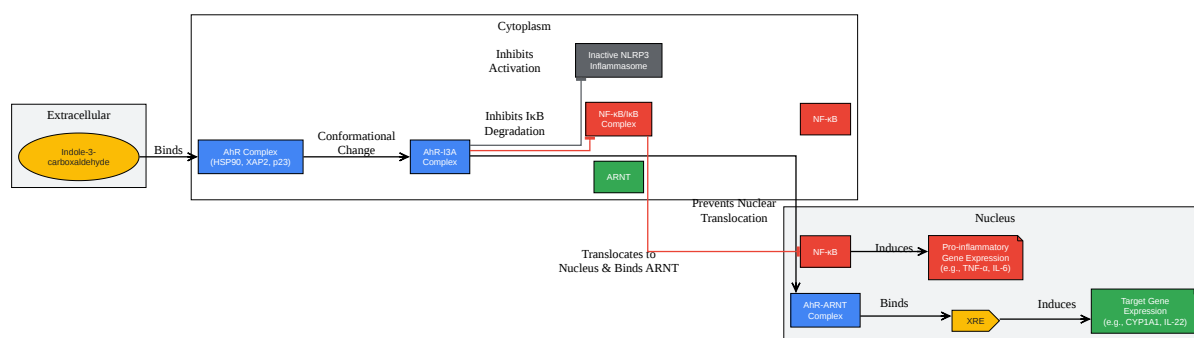 Cytoplasm
Inhibits
Activation
Inactive NLRP3
Inflammasome
Extracellular
Indole-3-
carboxaldehyde
Binds
AhR Complex
(HSP90, XAP2, p23)
Conformational
Change
AhR-I3A
Complex
Inhibits IκB
Degradation
NF-κB/IκB
Complex
NF-κB
ARNT
Prevents Nuclear
Translocation
Nucleus
Translocates to
Nucleus & Binds ARNT
NF-κB
Induces
Pro-inflammatory
Gene Expression
(e.g., TNF-α, IL-6)
AhR-ARNT
Complex
Binds
XRE
Induces
Target Gene
Expression
(e.g., CYP1A1, IL-22)